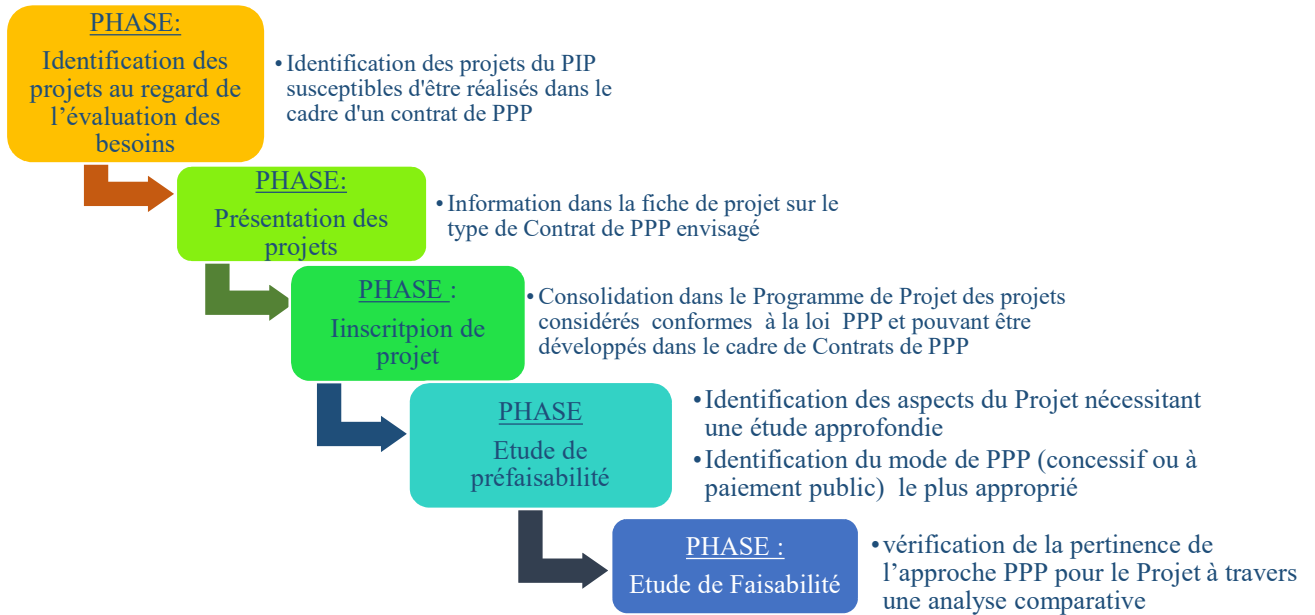 PHASE:
Identification des
projets au regard de
l’évaluation des
besoins
•Identification des projets du PIP
susceptibles d'être réalisés dans le
cadre d'un contrat de PPP
PHASE:
Présentation des
projets
•Information dans la fiche de projet sur le
type de Contrat de PPP envisagé
PHASE :
Iinscritpion de
projet
•Consolidation dans le Programme de Projet des projets
considérés conformes à la loi PPP et pouvant être
développés dans le cadre de Contrats de PPP
PHASE
Etude de
préfaisabilité
•Identification des aspects du Projet nécessitant
une étude approfondie
•Identification du mode de PPP (concessif ou à
paiement public) le plus approprié
PHASE :
Etude de Faisabilité
•vérification de la pertinence de
l’approche PPP pour le Projet à travers
une analyse comparative